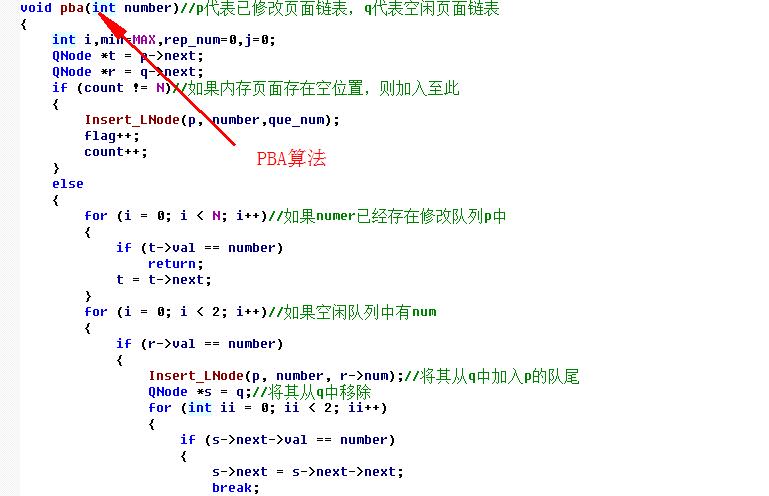 void pba(int number)//p代表已修改页面链表，q代表空闲页面链表
{
int i,min=MAX,rep_num=0,j=0;
QNode *t = p->next;
QNode *r = q->next;
if (count != N)//如果内存页面存在空位置，则加入至此
{
Insert_LNode(p, number,que_num);
flag++;
count++;
PBA算法
}
else
{
for (i = 0; i < N; i++)//如果numer已经存在修改队列p中
{
if (t->val == number)
return;
t = t->next;
}
for (i = 0; i < 2; i++)//如果空闲队列中有num
{
if (r->val == number)
{
Insert_LNode(p, number, r->num);//将其从q中加入p的队尾
QNode *s = q;//将其从q中移除
for (int ii = 0; ii < 2; ii++)
{
if (s->next->val == number)
{
s->next = s->next->next;
break;